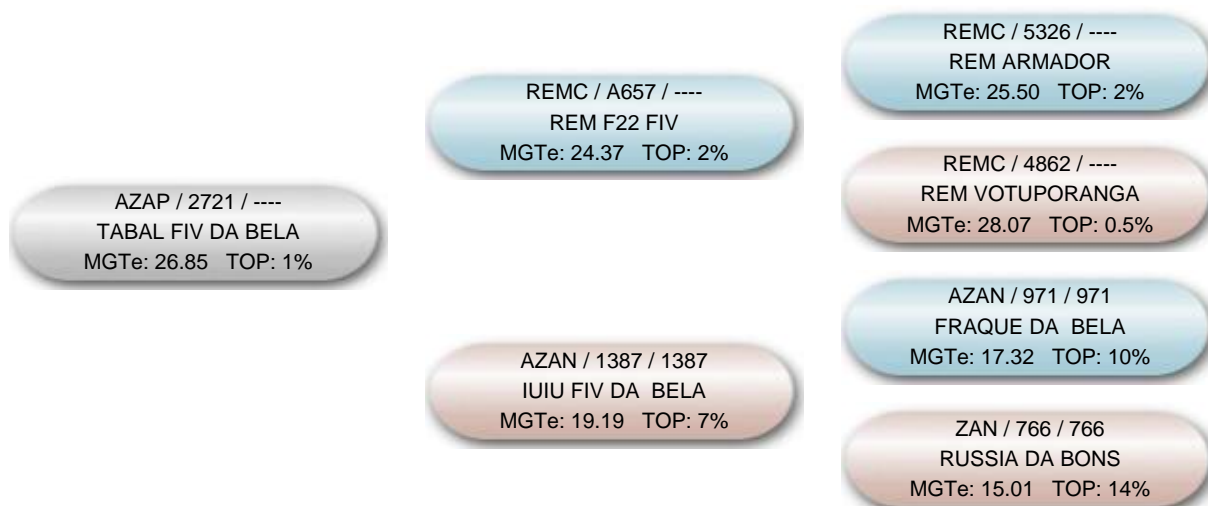 AZAP / 2721 / ----
TABAL FIV DA BELA
MGTe: 26.85 TOP: 1%
REMC / A657 / ----
REM F22 FIV
MGTe: 24.37 TOP: 2%
AZAN / 1387 / 1387
IUIU FIV DA BELA
MGTe: 19.19 TOP: 7%
REMC / 5326 / ----
REM ARMADOR
MGTe: 25.50 TOP: 2%
REMC / 4862 / ----
REM VOTUPORANGA
MGTe: 28.07 TOP: 0.5%
AZAN / 971 / 971
FRAQUE DA BELA
MGTe: 17.32 TOP: 10%
ZAN / 766 / 766
RUSSIA DA BONS
MGTe: 15.01 TOP: 14%